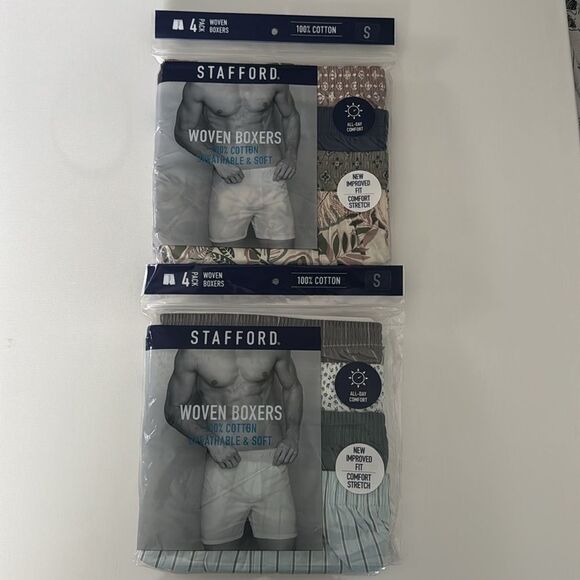 4 PACK WOVEN BOXERS 100% COTTON S
STAFFORD
WOVEN BOXERS
100% COTTON
BREATHABLE & SOFT
ALL-DAY
COMFORT
NEW
IMPROVED
FIT
COMFORT
STRETCH
4 PACK WOVEN BOXERS 100% COTTON S
STAFFORD
WOVEN BOXERS
100% COTTON
BREATHABLE & SOFT
ALL-DAY
COMFORT
NEW
IMPROVED
FIT
COMFORT
STRETCH